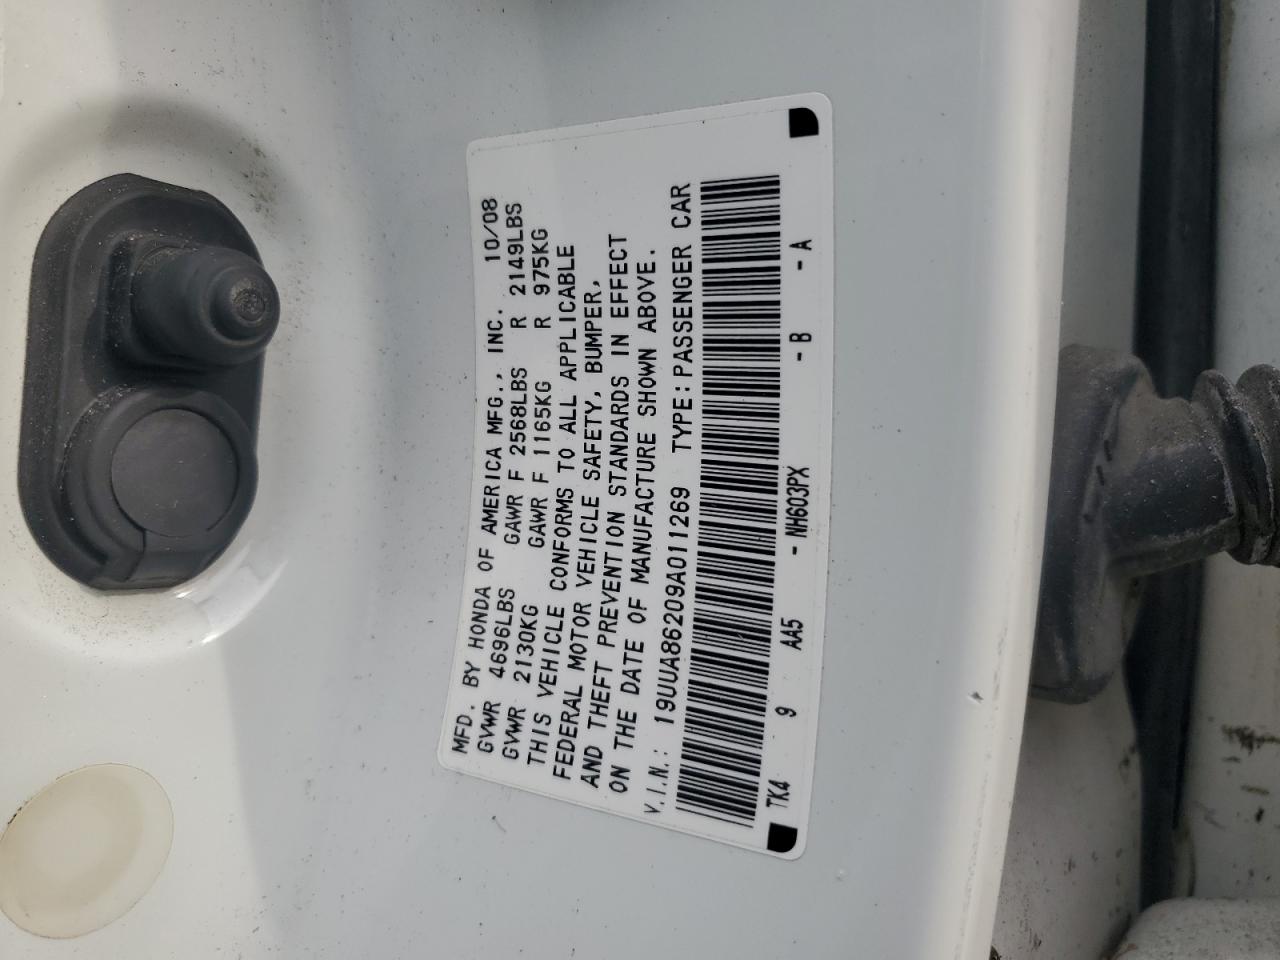 MFD. BY HONDA OF AMERICA MFG., INC. 10/08
GVWR 4696LBS GAWR F 2568LBS R 2149LBS
GVWR 2130KG GAWR F 1165KG R 975KG
THIS VEHICLE CONFORMS TO ALL APPLICABLE
FEDERAL MOTOR VEHICLE SAFETY, BUMPER,
AND THEFT PREVENTION STANDARDS IN EFFECT
ON THE DATE OF MANUFACTURE SHOWN ABOVE.
V.I.N.: 19UUA86209A011269 TYPE:PASSENGER CAR
TK4 9 AA5 - NH603PX - B - A